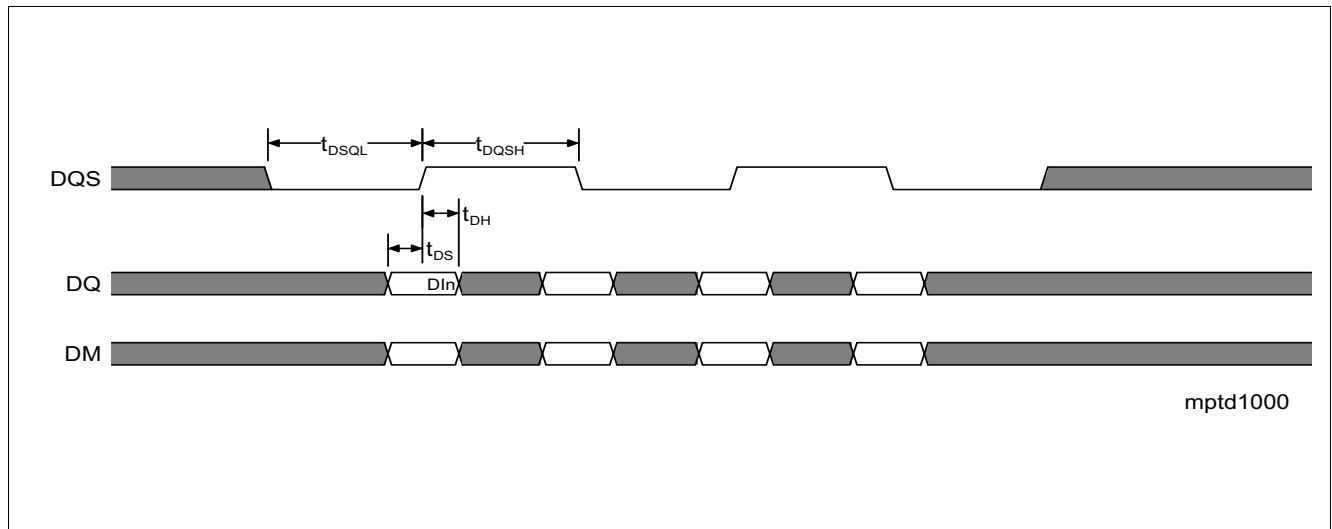 tDSQL
tDQSH
DQS
tDH
tDS
DQ
DIn
DM
mptd1000